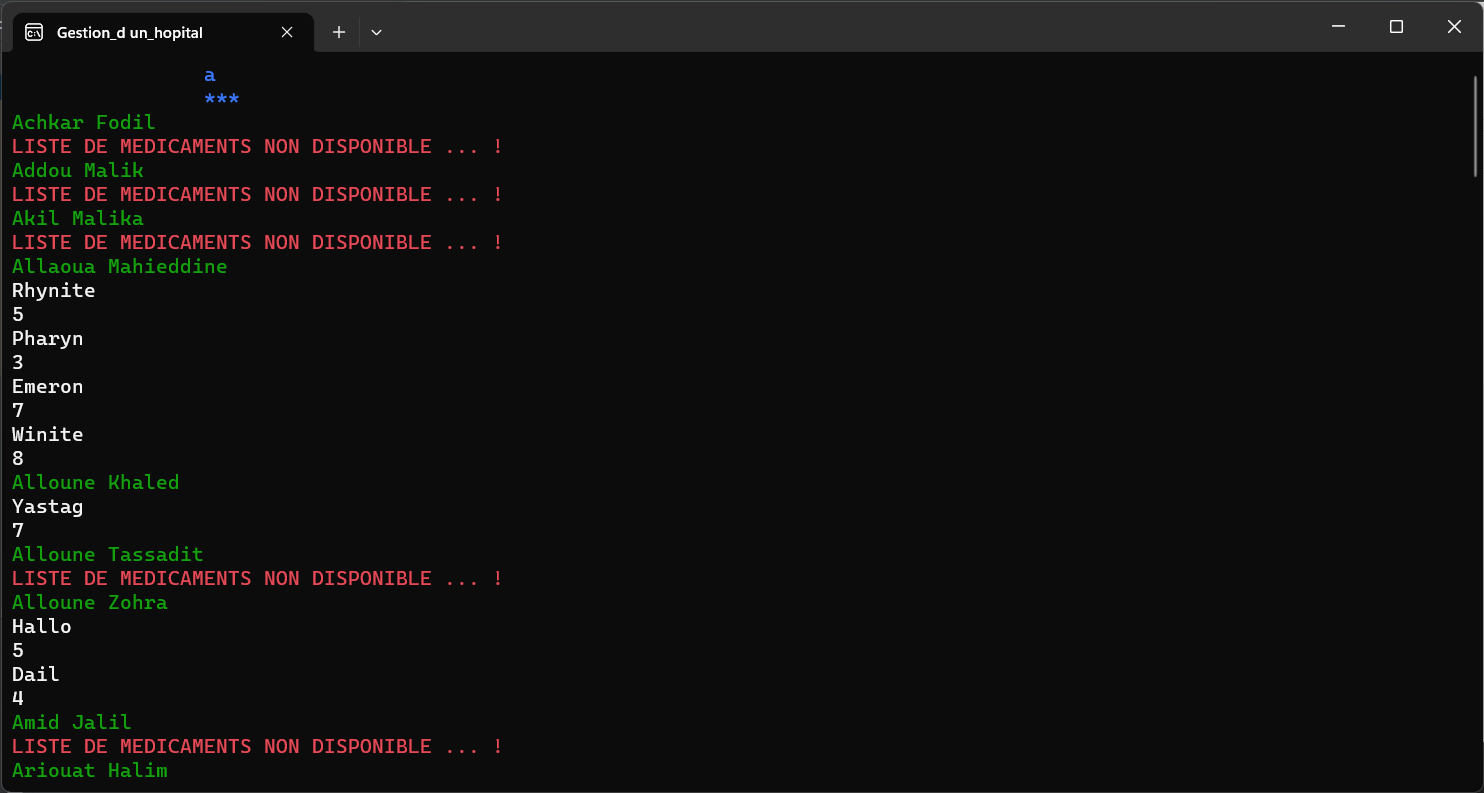 Gestion_d un_hopital
a
***
Achkar Fodil
LISTE DE MEDICAMENTS NON DISPONIBLE ... !
Addou Malik
LISTE DE MEDICAMENTS NON DISPONIBLE ... !
Akil Malika
LISTE DE MEDICAMENTS NON DISPONIBLE ... !
Allaoua Mahieddine
Rhynite
5
Pharyn
3
Emeron
7
Winite
8
Alloune Khaled
Yastag
7
Alloune Tassadit
LISTE DE MEDICAMENTS NON DISPONIBLE ... !
Alloune Zohra
Hallo
5
Dail
4
Amid Jalil
LISTE DE MEDICAMENTS NON DISPONIBLE ... !
Ariouat Halim